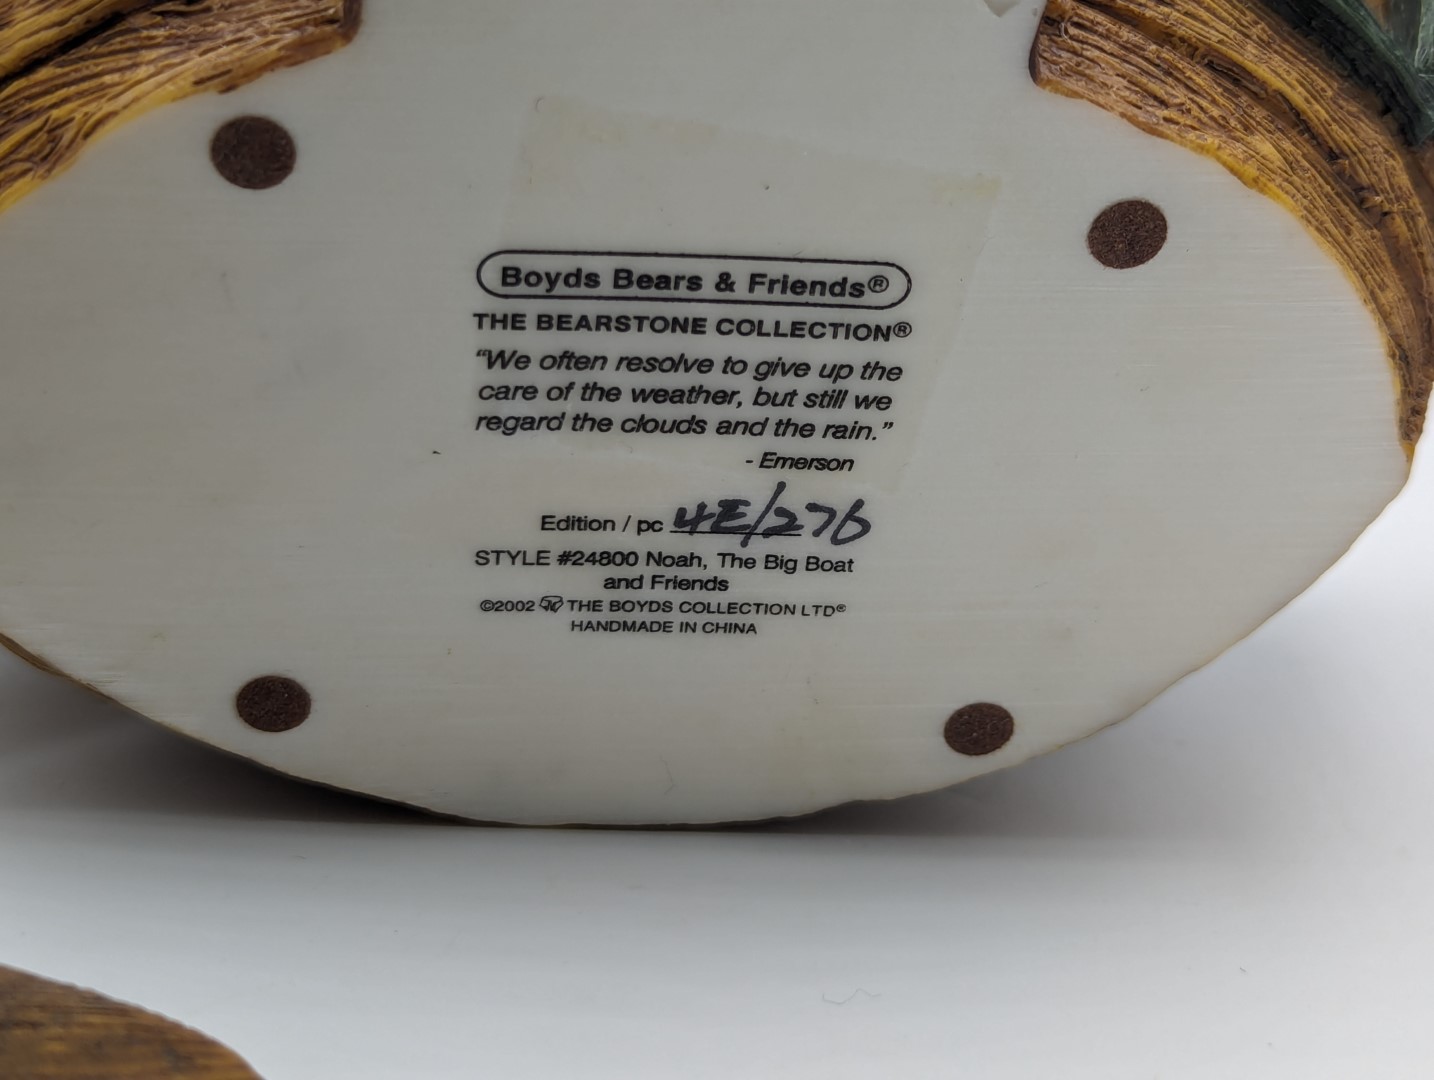 Boyds Bears & Friends®
THE BEARSTONE COLLECTION®
“We often resolve to give up the
care of the weather, but still we
regard the clouds and the rain.”
- Emerson
Edition / pc 4E/276
STYLE #24800 Noah, The Big Boat
and Friends
©2002 THE BOYDS COLLECTION LTD®
HANDMADE IN CHINA